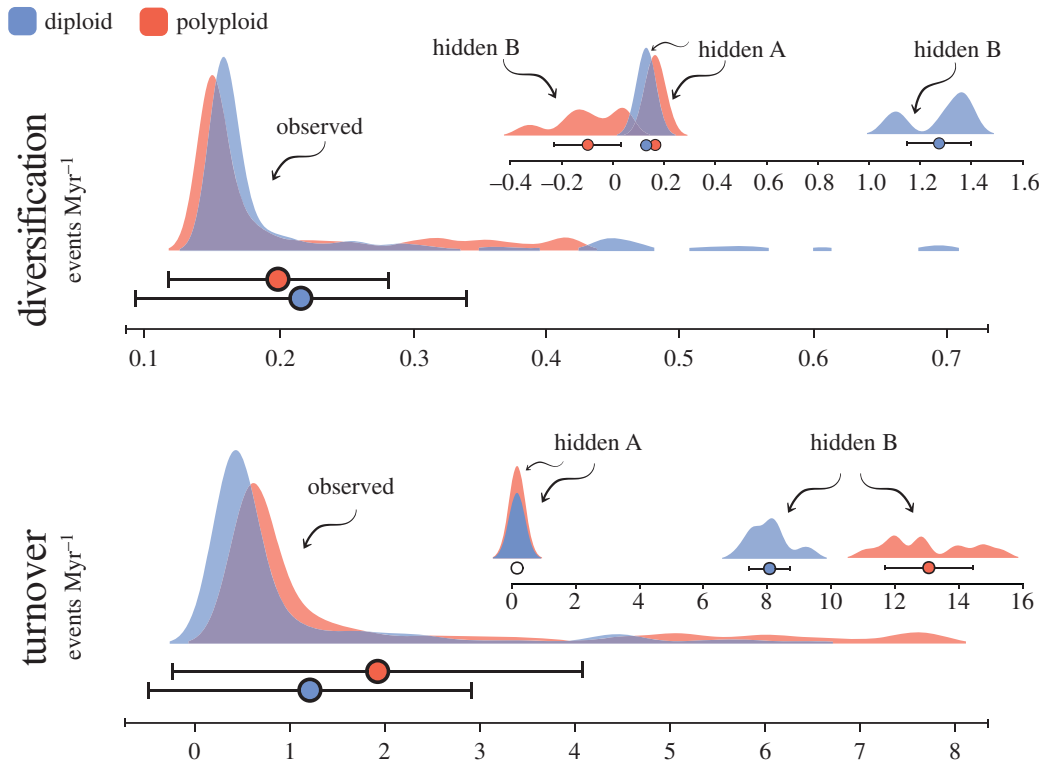 diploid polyploid
hidden B hidden A hidden B
observed
–0.4 –0.2 0 0.2 0.4 0.6 0.8 1.0 1.2 1.4 1.6
diversification
events Myr–1
0.1 0.2 0.3 0.4 0.5 0.6 0.7
hidden A hidden B
observed
0 2 4 6 8 10 12 14 16
turnover
events Myr–1
0 1 2 3 4 5 6 7 8